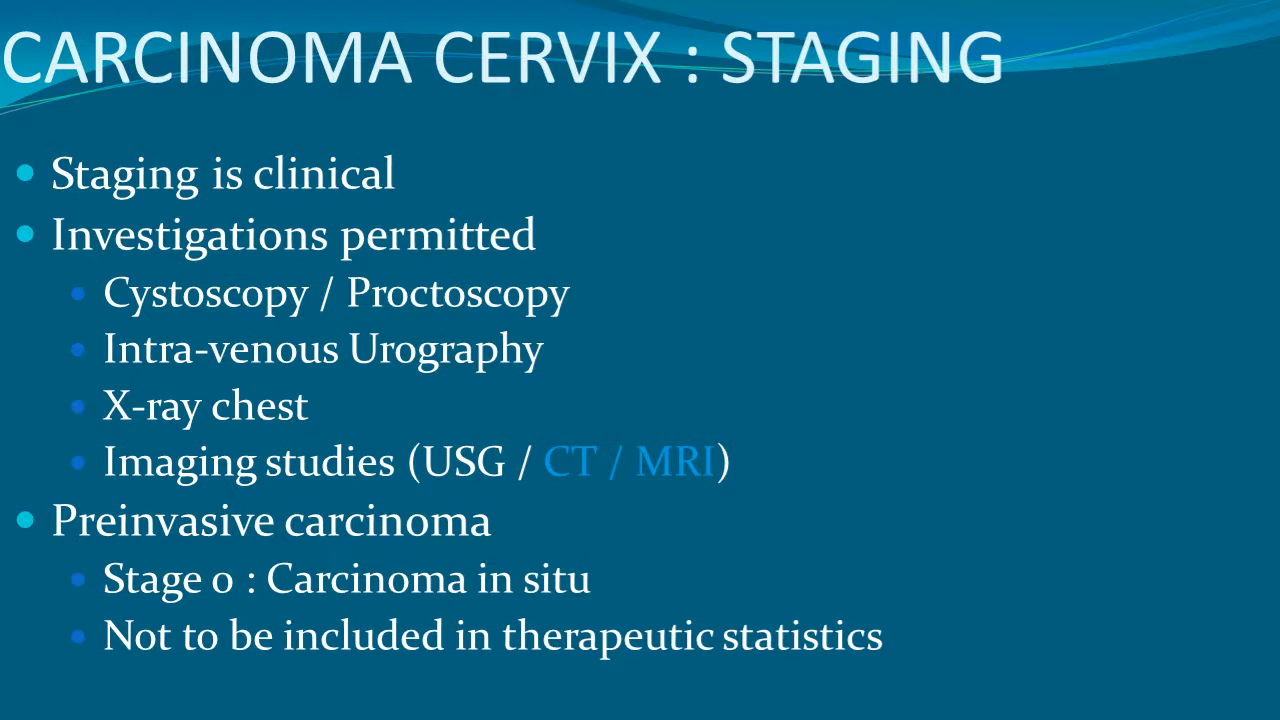 CARCINOMA CERVIX : STAGING
Staging is clinical
Investigations permitted
Cystoscopy / Proctoscopy
Intra-venous Urography
X-ray chest
Imaging studies (USG / CT / MRI)
Preinvasive carcinoma
Stage 0 : Carcinoma in situ
Not to be included in therapeutic statistics